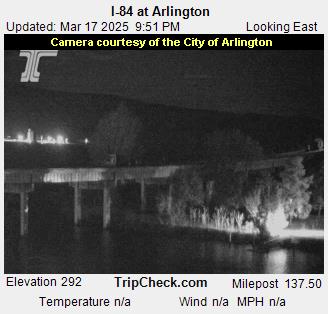 I-84 at Arlington
Updated: Mar 17 2025 9:51 PM Looking East
Camera courtesy of the City of Arlington
Elevation 292 TripCheck.com Milepost 137.50
Temperature n/a Wind n/a MPH n/a